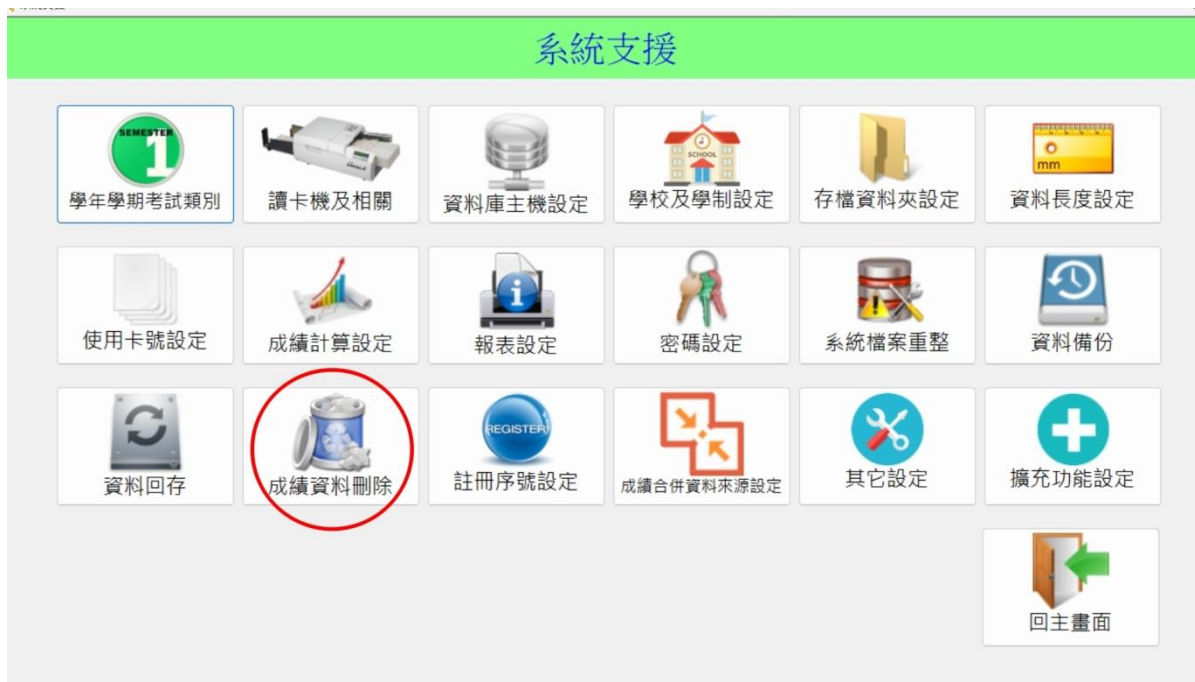 系統支援
SEMESTER
1
學年學期考試類別
讀卡機及相關
資料庫主機設定
SCHOOL
學校及學制設定
存檔資料夾設定
mm
資料長度設定
使用卡號設定
成績計算設定
i
報表設定
密碼設定
系統檔案重整
資料備份
資料回存
成績資料刪除
REGISTER
註冊序號設定
成績合併資料來源設定
其它設定
擴充功能設定
回主畫面